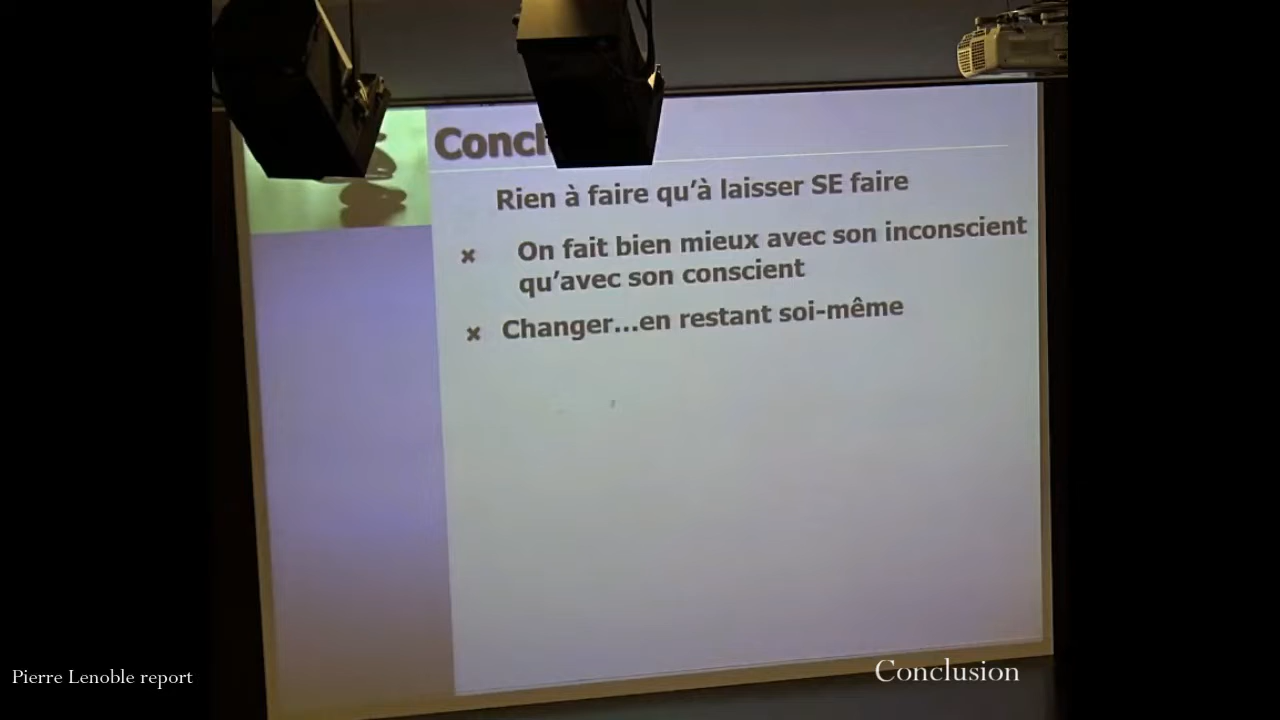 Concl
Rien à faire qu'à laisser SE faire
On fait bien mieux avec son inconscient
qu'avec son conscient
Changer...en restant soi-même
Pierre Lenoble report
Conclusion